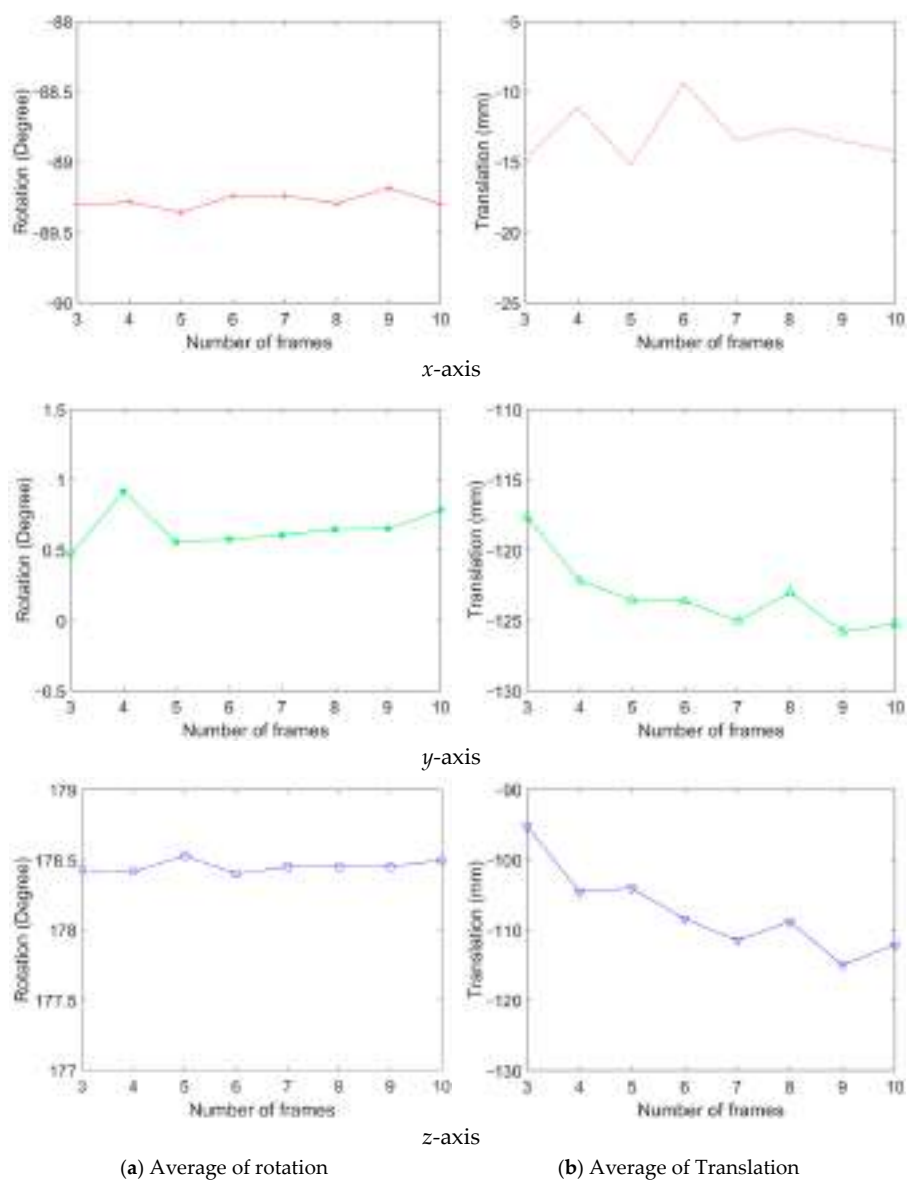 -88
-88.5
-89
-89.5
-90
Rotation (Degree)
3 4 5 6 7 8 9 10
Number of frames
-5
-10
-15
-20
-25
Translation (mm)
3 4 5 6 7 8 9 10
Number of frames
x-axis
1.5
1
0.5
0
-0.5
Rotation (Degree)
3 4 5 6 7 8 9 10
Number of frames
-110
-115
-120
-125
-130
Translation (mm)
3 4 5 6 7 8 9 10
Number of frames
y-axis
179
178.5
178
177.5
177
Rotation (Degree)
3 4 5 6 7 8 9 10
Number of frames
-90
-100
-110
-120
-130
Translation (mm)
3 4 5 6 7 8 9 10
Number of frames
z-axis
(a) Average of rotation
(b) Average of Translation